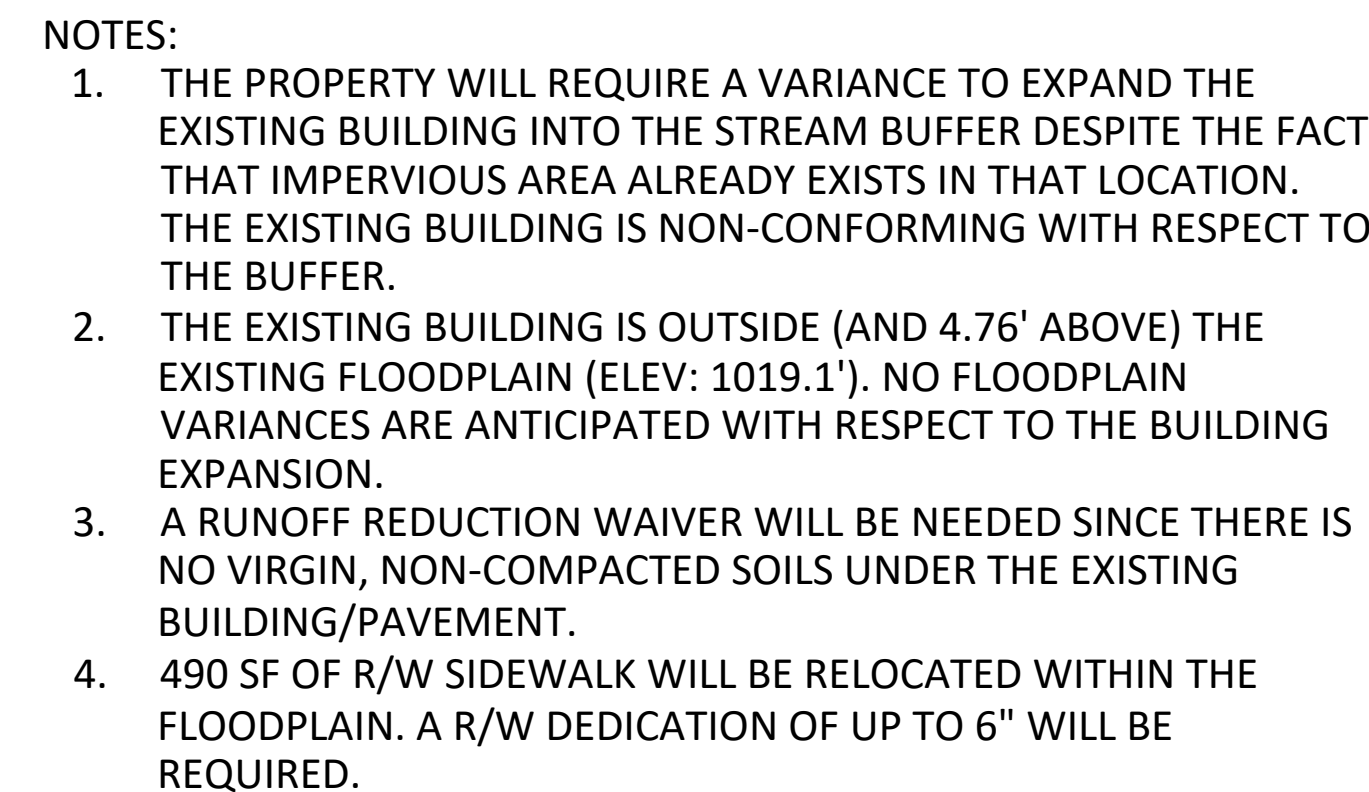 NOTES:
1. THE PROPERTY WILL REQUIRE A VARIANCE TO EXPAND THE
EXISTING BUILDING INTO THE STREAM BUFFER DESPITE THE FACT
THAT IMPERVIOUS AREA ALREADY EXISTS IN THAT LOCATION.
THE EXISTING BUILDING IS NON-CONFORMING WITH RESPECT TO
THE BUFFER.
2. THE EXISTING BUILDING IS OUTSIDE (AND 4.76' ABOVE) THE
EXISTING FLOODPLAIN (ELEV: 1019.1'). NO FLOODPLAIN
VARIANCES ARE ANTICIPATED WITH RESPECT TO THE BUILDING
EXPANSION.
3. A RUNOFF REDUCTION WAIVER WILL BE NEEDED SINCE THERE IS
NO VIRGIN, NON-COMPACTED SOILS UNDER THE EXISTING
BUILDING/PAVEMENT.
4. 490 SF OF R/W SIDEWALK WILL BE RELOCATED WITHIN THE
FLOODPLAIN. A R/W DEDICATION OF UP TO 6" WILL BE
REQUIRED.